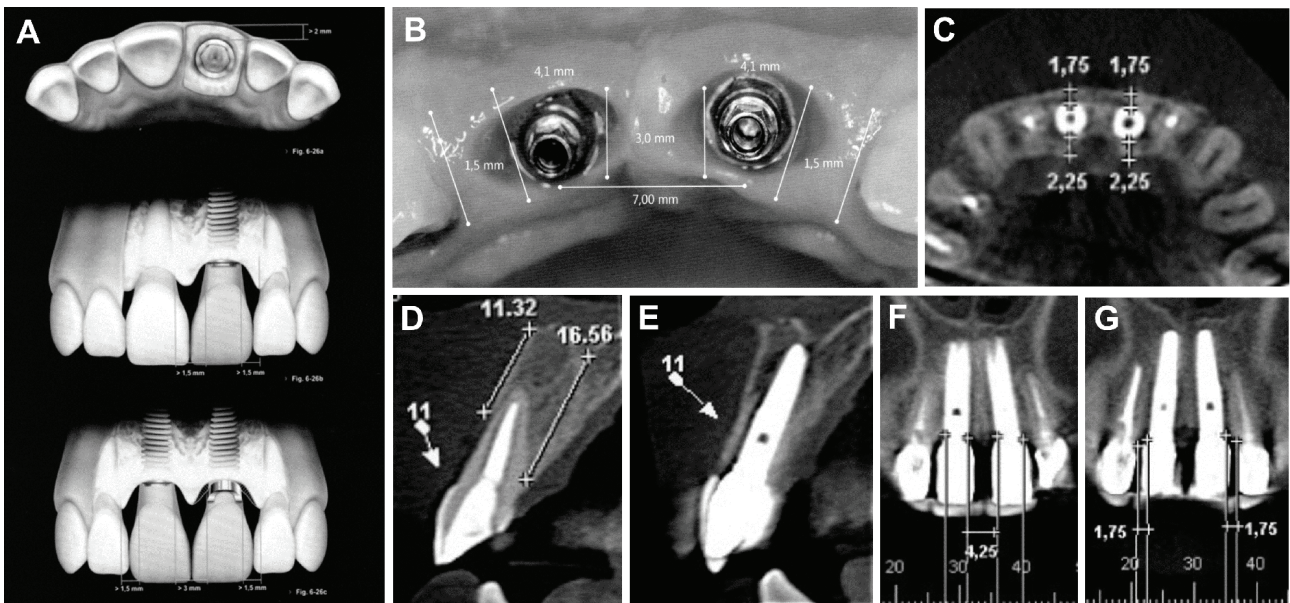 A
> 2 mm
› Fig. 6-26a
> 1,5 mm
> 1,5 mm
› Fig. 6-26b
> 1,5 mm
> 3 mm
> 1,5 mm
› Fig. 6-26c
B
4,1 mm
4,1 mm
1,5 mm
3,0 mm
1,5 mm
7,00 mm
C
1,75
1,75
2,25
2,25
D
11.32
16.56
11
E
11
F
4,25
20
30
40
G
1,75
1,75
20
30
40